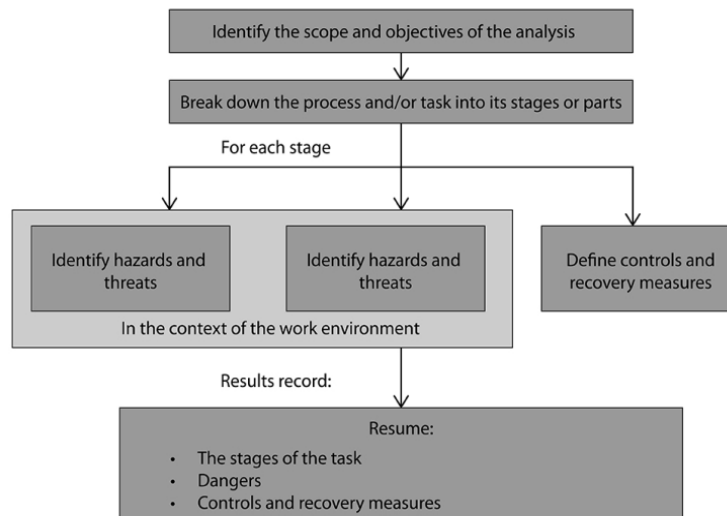 Identify the scope and objectives of the analysis
Break down the process and/or task into its stages or parts
For each stage
Identify hazards and
threats
Identify hazards and
threats
Define controls and
recovery measures
In the context of the work environment
Results record:
Resume:
• The stages of the task
• Dangers
• Controls and recovery measures